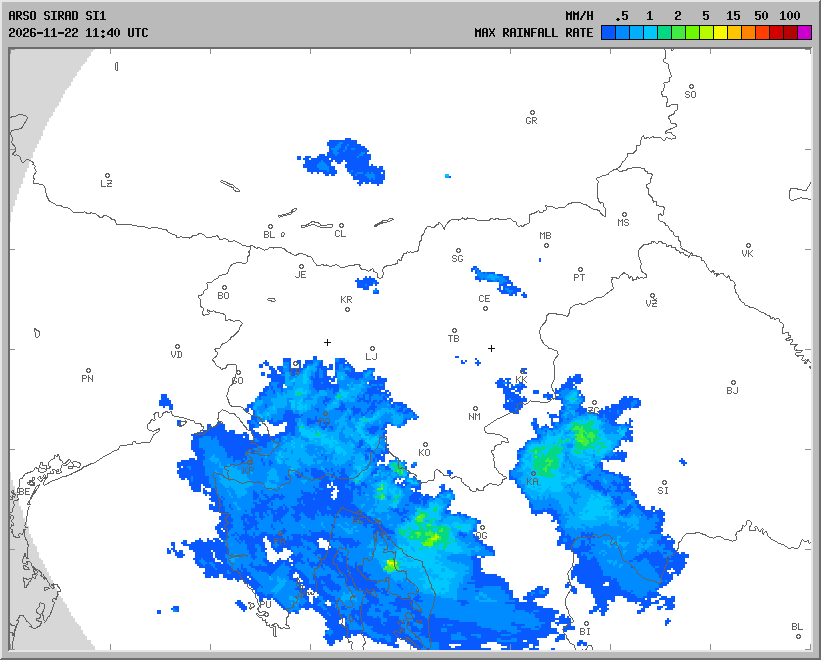 ARSO SIRAD SI1
MM/H .5 1 2 5 15 50 100
2026-11-22 11:40 UTC
MAX RAINFALL RATE
SO
GR
LZ
MS
BL
CL
MB
VK
SG
JE
PT
BO
KR
CE
VZ
TB
VD
LJ
PN
GO
KK
BJ
ZG
NM
KO
SI
BE
OG
PU
BI
BL